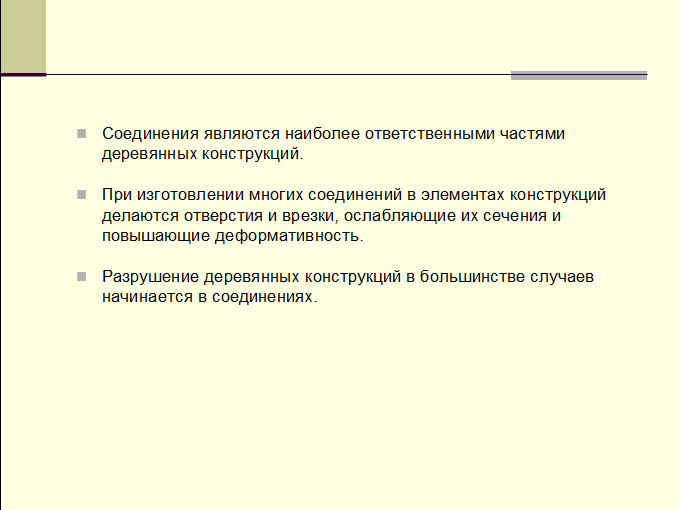 Соединения являются наиболее ответственными частями
деревянных конструкций.
При изготовлении многих соединений в элементах конструкций
делаются отверстия и врезки, ослабляющие их сечения и
повышающие деформативность.
Разрушение деревянных конструкций в большинстве случаев
начинается в соединениях.